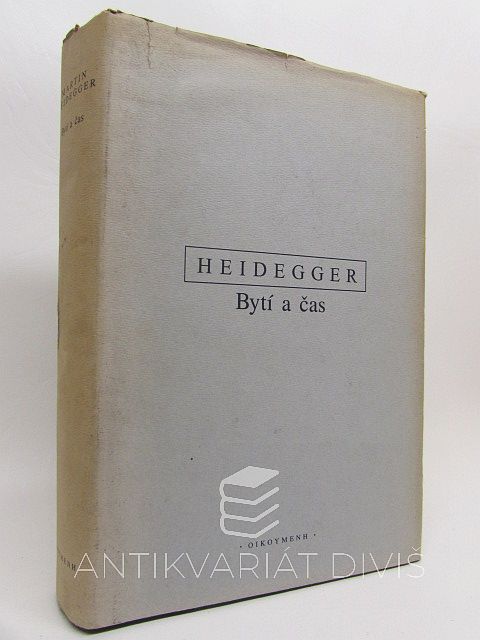 MARTIN
HEIDEGGER
Bytí a čas
HEIDEGGER
Bytí a čas
· OIKOYMENH ·
ANTIKVARIÁT DIVIŠ